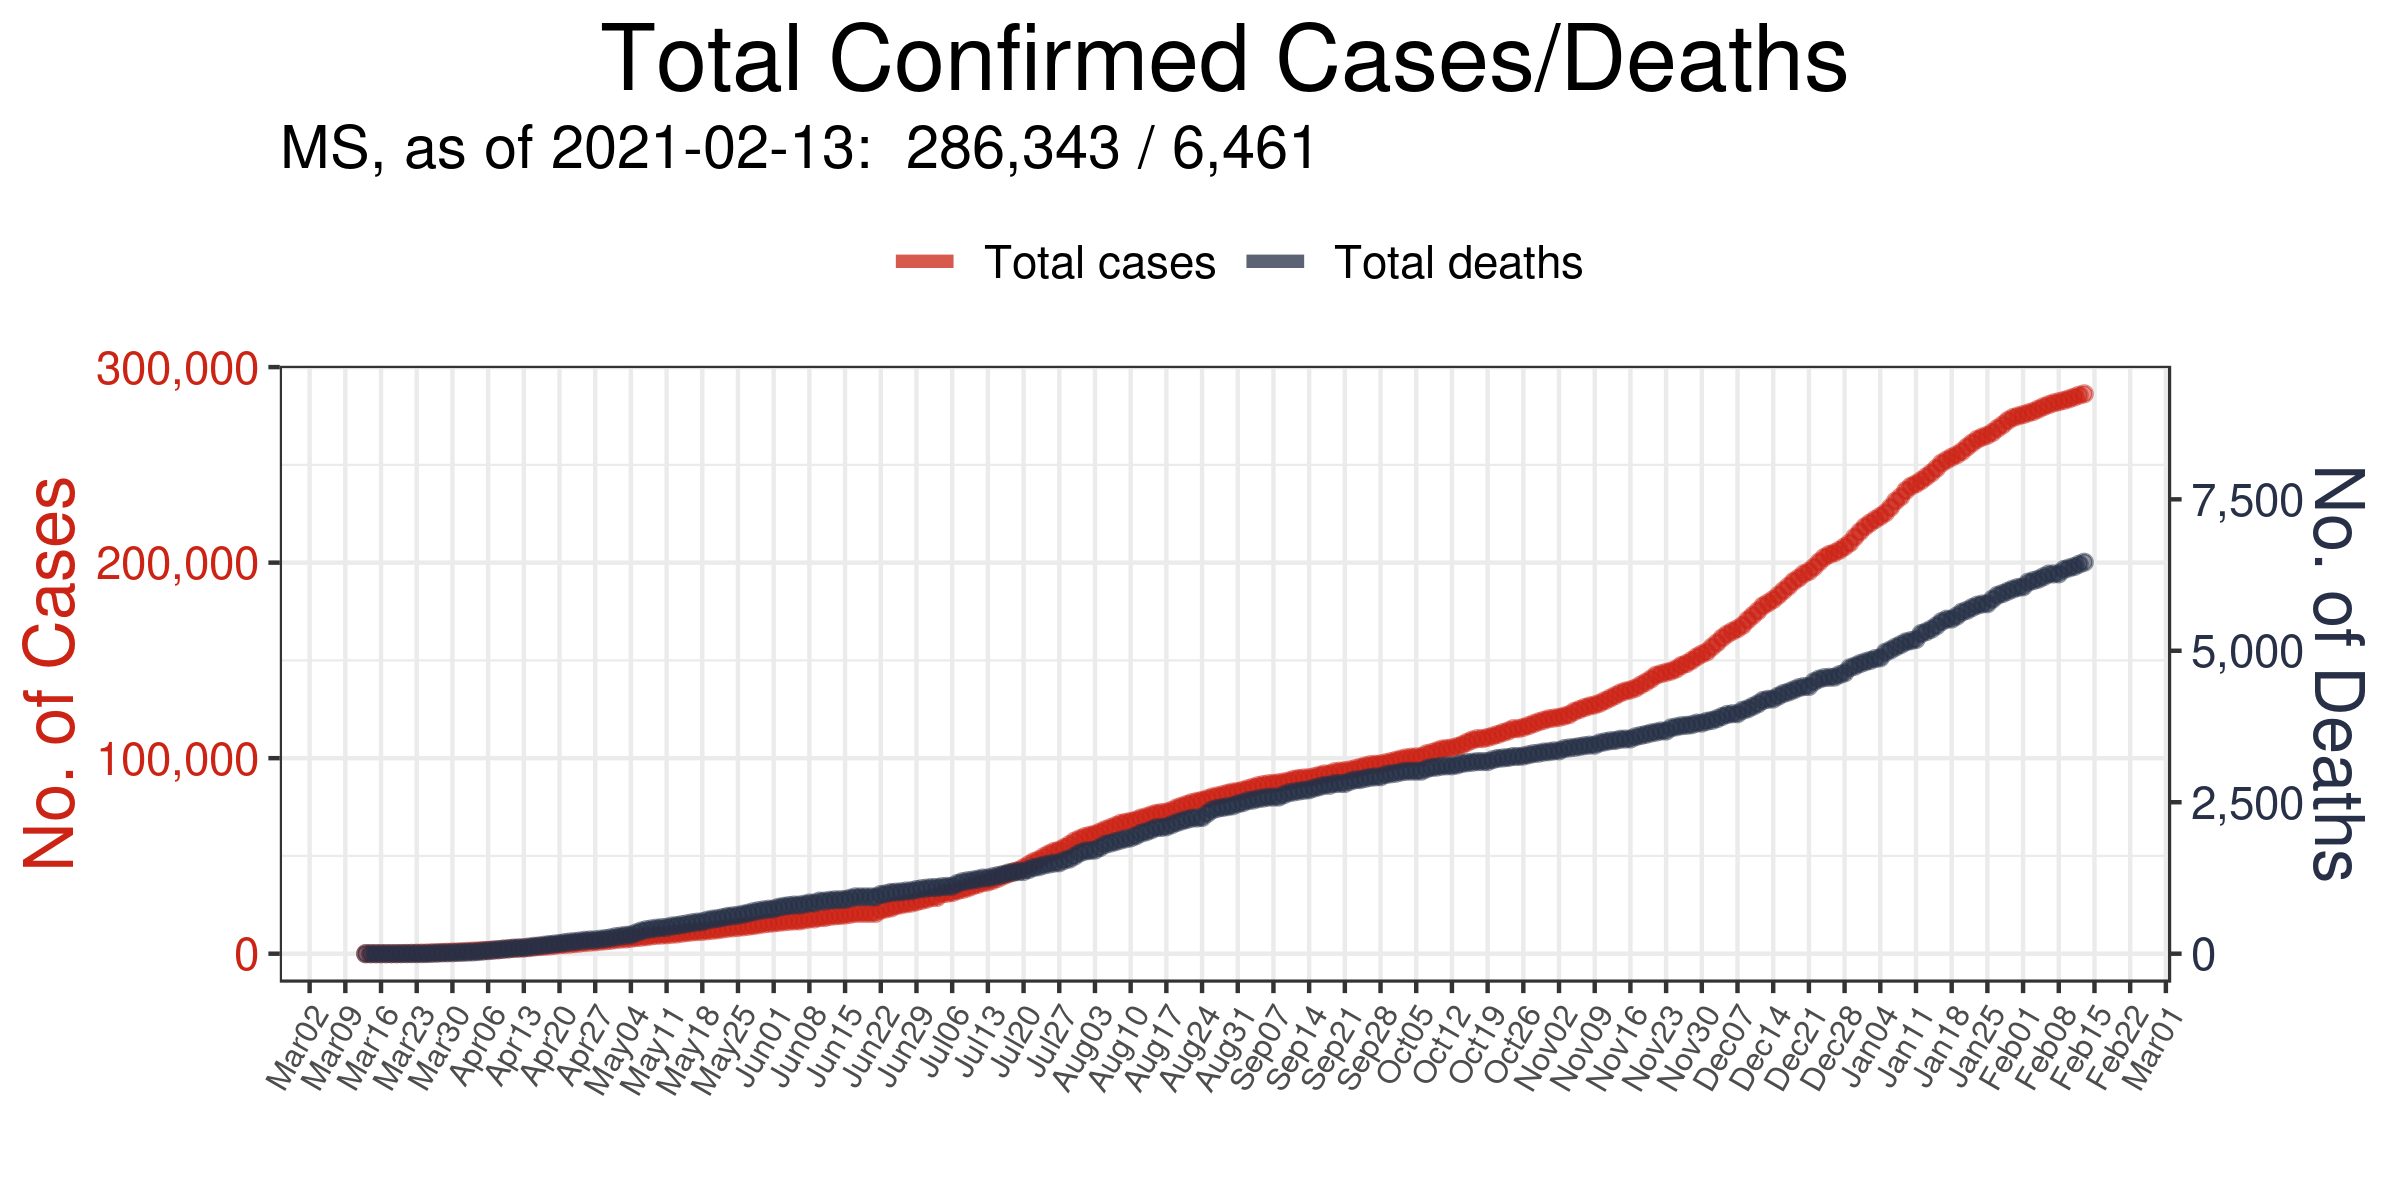 Total Confirmed Cases/Deaths
MS, as of 2021-02-13:  286,343 / 6,461
Total cases
Total deaths
No. of Cases
300,000
200,000
100,000
0
7,500
5,000
2,500
0
No. of Deaths
Mar02
Mar09
Mar16
Mar23
Mar30
Apr06
Apr13
Apr20
Apr27
May04
May11
May18
May25
Jun01
Jun08
Jun15
Jun22
Jun29
Jul06
Jul13
Jul20
Jul27
Aug03
Aug10
Aug17
Aug24
Aug31
Sep07
Sep14
Sep21
Sep28
Oct05
Oct12
Oct19
Oct26
Nov02
Nov09
Nov16
Nov23
Nov30
Dec07
Dec14
Dec21
Dec28
Jan04
Jan11
Jan18
Jan25
Feb01
Feb08
Feb15
Feb22
Mar01